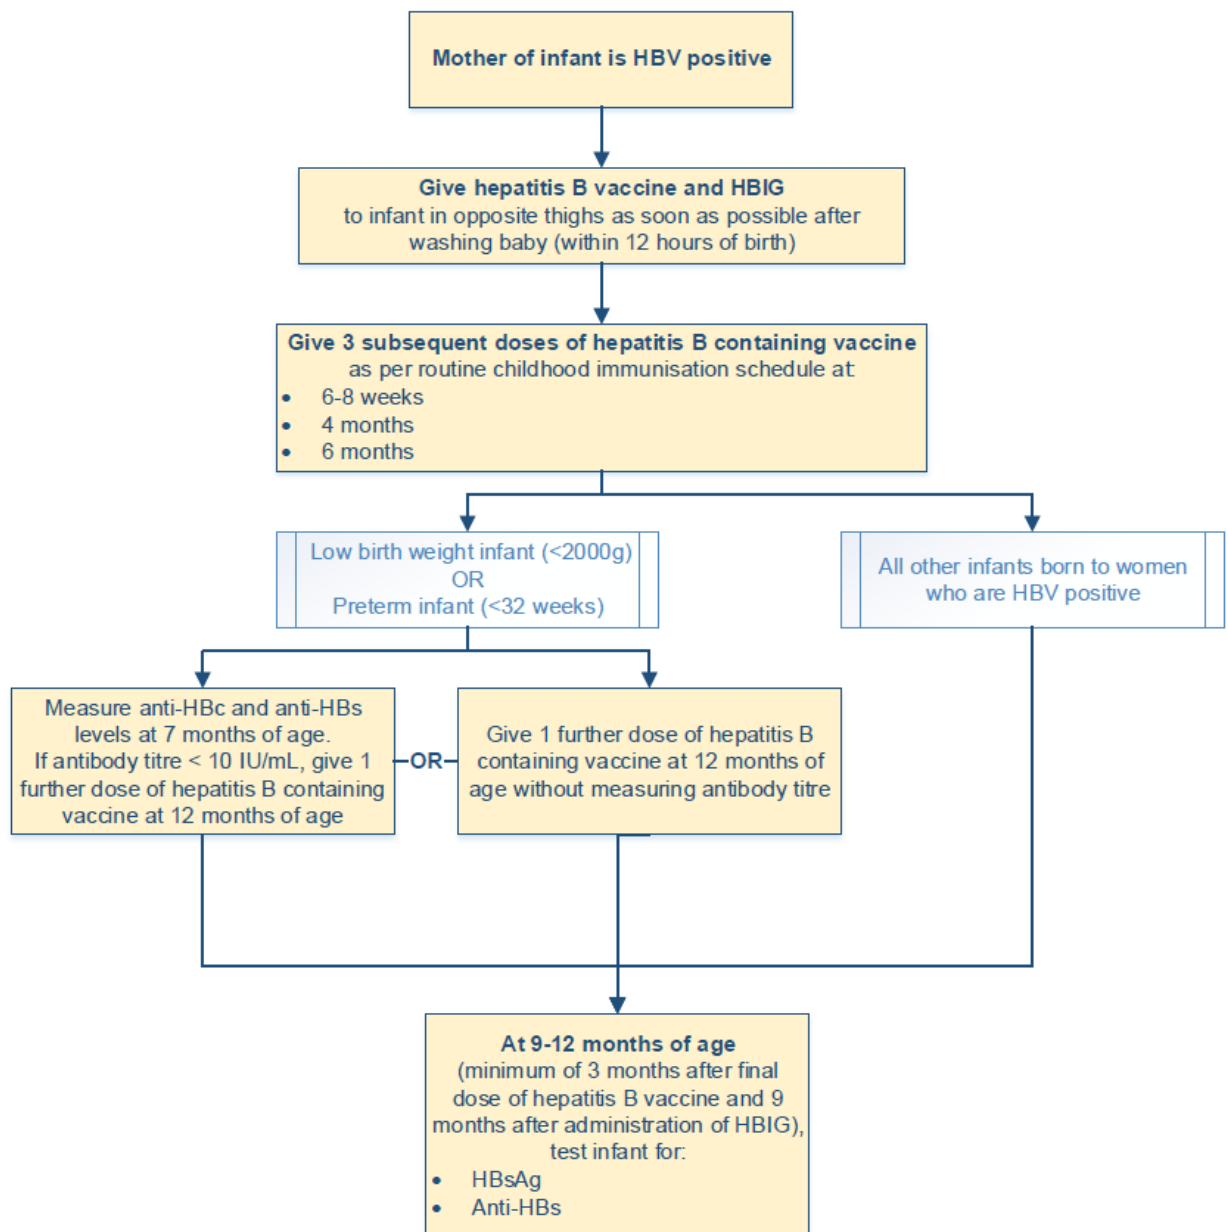 Mother of infant is HBV positive
Give hepatitis B vaccine and HBIG
to infant in opposite thighs as soon as possible after
washing baby (within 12 hours of birth)
Give 3 subsequent doses of hepatitis B containing vaccine
as per routine childhood immunisation schedule at:
• 6-8 weeks
• 4 months
• 6 months
Low birth weight infant (<2000g)
OR
Preterm infant (<32 weeks)
All other infants born to women
who are HBV positive
Measure anti-HBc and anti-HBs
levels at 7 months of age.
If antibody titre < 10 IU/mL, give 1
further dose of hepatitis B containing
vaccine at 12 months of age
OR
Give 1 further dose of hepatitis B
containing vaccine at 12 months of
age without measuring antibody titre
At 9-12 months of age
(minimum of 3 months after final
dose of hepatitis B vaccine and 9
months after administration of HBIG),
test infant for:
• HBsAg
• Anti-HBs